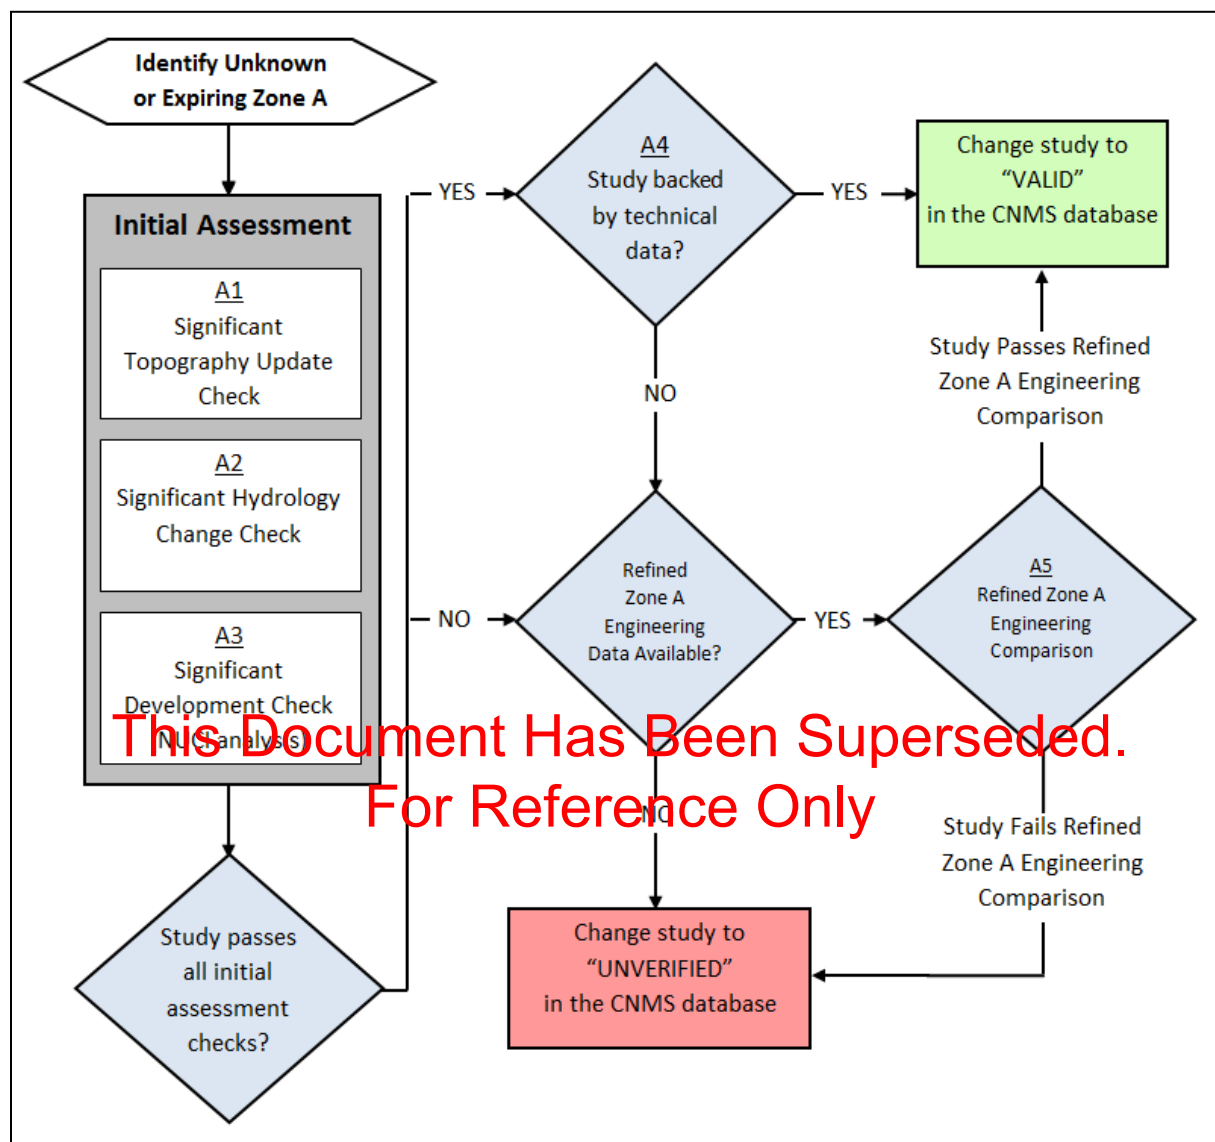 Identify Unknown
or Expiring Zone A
Initial Assessment
A1
Significant
Topography Update
Check
A2
Significant Hydrology
Change Check
A3
Significant
Development Check
NUCI analysis)
Study passes
all initial
assessment
checks?
YES
NO
A4
Study backed
by technical
data?
YES
NO
Change study to
“VALID”
in the CNMS database
Refined
Zone A
Engineering
Data Available?
YES
NO
A5
Refined Zone A
Engineering
Comparison
Study Passes Refined
Zone A Engineering
Comparison
Study Fails Refined
Zone A Engineering
Comparison
Change study to
“UNVERIFIED”
in the CNMS database
This Document Has Been Superseded.
For Reference Only